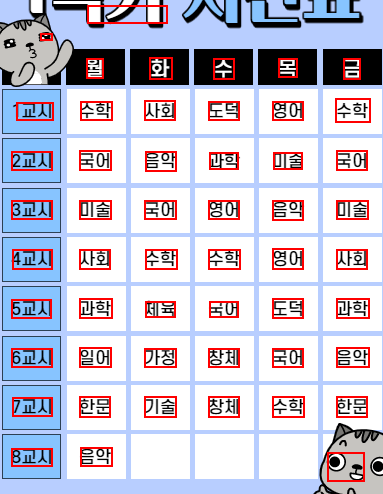 시간표
월 화 수 목 금
1교시 수학 사회 도덕 영어 수학
2교시 국어 음악 과학 미술 국어
3교시 미술 국어 영어 음악 미술
4교시 사회 수학 수학 영어 사회
5교시 과학 체육 국어 도덕 과학
6교시 일어 가정 창체 국어 음악
7교시 한문 기술 창체 수학 한문
8교시 음악